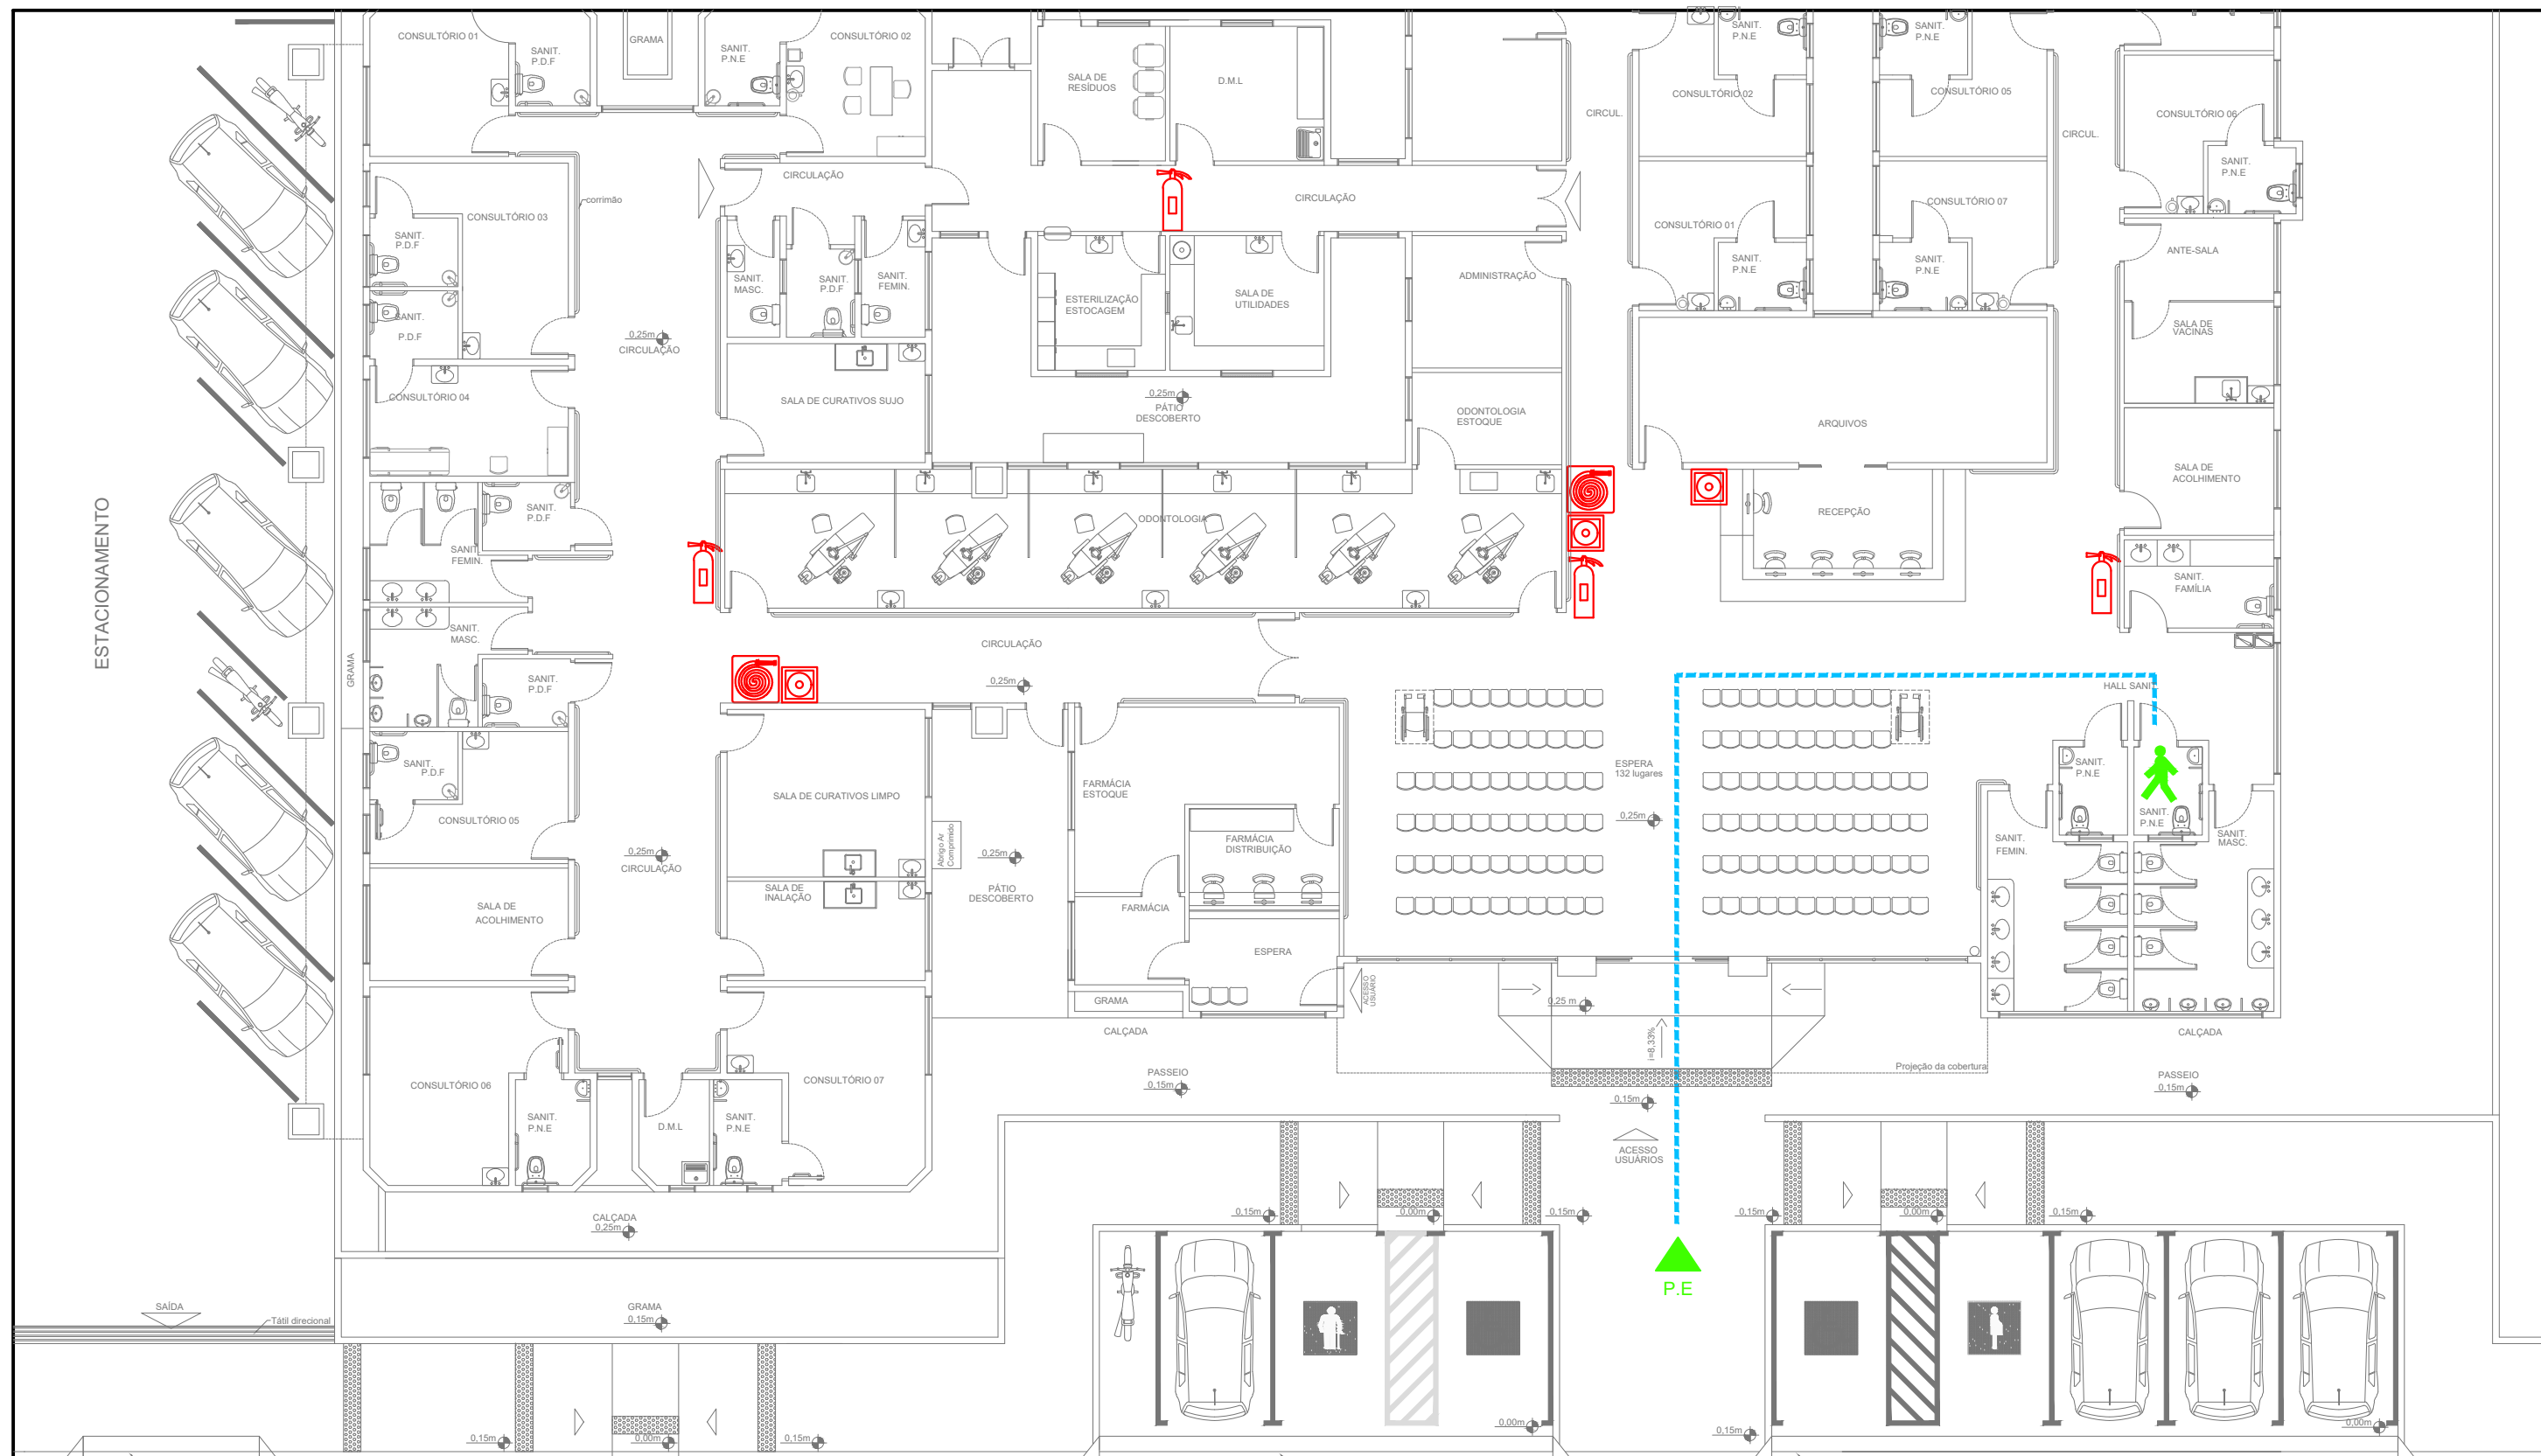 CONSULTÓRIO 01
SANIT.
P.D.F
GRAMA
SANIT.
P.N.E
CONSULTÓRIO 02
SALA DE
RESÍDUOS
D.M.L
CIRCUL.
SANIT.
P.N.E
CONSULTÓRIO 02
SANIT.
P.N.E
CONSULTÓRIO 05
CIRCUL.
CONSULTÓRIO 06
SANIT.
P.N.E
CIRCULAÇÃO
CIRCULAÇÃO
corrimão
CONSULTÓRIO 03
SANIT.
P.D.F
SANIT.
P.D.F
CONSULTÓRIO 04
0,25m
CIRCULAÇÃO
SANIT.
MASC.
SANIT.
P.D.F
SANIT.
FEMIN.
ESTERILIZAÇÃO
ESTOCAGEM
SALA DE
UTILIDADES
ADMINISTRAÇÃO
CONSULTÓRIO 01
SANIT.
P.N.E
CONSULTÓRIO 07
SANIT.
P.N.E
ANTE-SALA
SALA DE
VACINAS
SALA DE CURATIVOS SUJO
0,25m
PÁTIO
DESCOBERTO
ODONTOLOGIA
ESTOQUE
ARQUIVOS
SALA DE
ACOLHIMENTO
ESTACIONAMENTO
SANIT.
P.D.F
SANIT.
FEMIN.
ODONTOLOGIA
RECEPÇÃO
SANIT.
FAMÍLIA
SANIT.
MASC.
SANIT.
P.D.F
GRAMA
CIRCULAÇÃO
0,25m
HALL SANIT.
SANIT.
P.D.F
CONSULTÓRIO 05
0,25m
CIRCULAÇÃO
SALA DE CURATIVOS LIMPO
Abrigo Ar
Comprimido
0,25m
PÁTIO
DESCOBERTO
FARMÁCIA
ESTOQUE
FARMÁCIA
DISTRIBUIÇÃO
ESPERA
132 lugares
0,25m
SANIT.
P.N.E
SANIT.
P.N.E
SANIT.
FEMIN.
SANIT.
MASC.
SALA DE
ACOLHIMENTO
SALA DE
INALAÇÃO
FARMÁCIA
ESPERA
ACESSO
USUÁRIO
GRAMA
0,25 m
i=8,33%
CALÇADA
CALÇADA
CONSULTÓRIO 06
SANIT.
P.N.E
D.M.L
SANIT.
P.N.E
CONSULTÓRIO 07
PASSEIO
0,15m
Projeção da cobertura
PASSEIO
0,15m
0,15m
ACESSO
USUÁRIOS
CALÇADA
0,25m
0,15m
0,00m
0,15m
0,15m
0,00m
0,15m
P.E
SAÍDA
Tátil direcional
GRAMA
0,15m
0,15m
0,00m
0,15m
0,00m
0,15m
0,00m